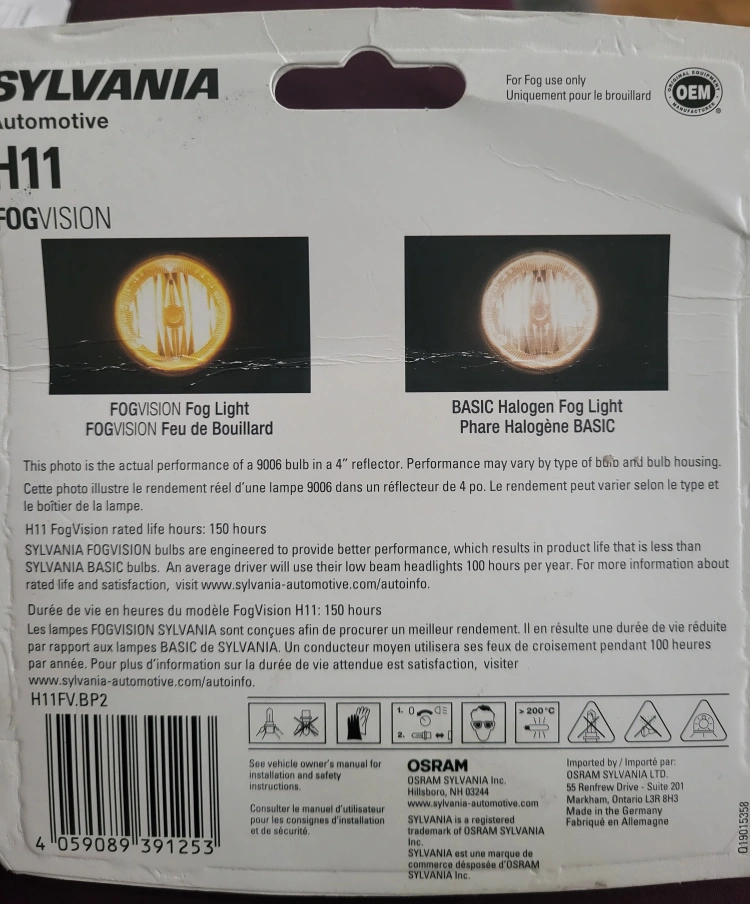 SYLVANIA
Automotive
H11
FOGVISION
For Fog use only
Uniquement pour le brouillard
ORIGINAL EQUIPMENT
OEM
MANUFACTURER
®
FOGVISION Fog Light
FOGVISION Feu de Bouillard
BASIC Halogen Fog Light
Phare Halogène BASIC
This photo is the actual performance of a 9006 bulb in a 4" reflector. Performance may vary by type of bulb and bulb housing.
Cette photo illustre le rendement réel d'une lampe 9006 dans un réflecteur de 4 po. Le rendement peut varier selon le type et
le boîtier de la lampe.
H11 FogVision rated life hours: 150 hours
SYLVANIA FOGVISION bulbs are engineered to provide better performance, which results in product life that is less than
SYLVANIA BASIC bulbs. An average driver will use their low beam headlights 100 hours per year. For more information about
rated life and satisfaction, visit www.sylvania-automotive.com/autoinfo.
Durée de vie en heures du modèle FogVision H11: 150 hours
Les lampes FOGVISION SYLVANIA sont conçues afin de procurer un meilleur rendement. Il en résulte une durée de vie réduite
par rapport aux lampes BASIC de SYLVANIA. Un conducteur moyen utilisera ses feux de croisement pendant 100 heures
par année. Pour plus d'information sur la durée de vie attendue est satisfaction, visiter
www.sylvania-automotive.com/autoinfo.
H11FV.BP2
1. 0
2.
> 200°C
4 059089 391253
See vehicle owner's manual for
installation and safety
instructions.
Consulter le manuel d'utilisateur
pour les consignes d'installation
et de sécurité.
OSRAM
OSRAM SYLVANIA Inc.
Hillsboro, NH 03244
www.sylvania-automotive.com
SYLVANIA is a registered
trademark of OSRAM SYLVANIA
Inc.
SYLVANIA est une marque de
commerce désposée d'OSRAM
SYLVANIA Inc.
Imported by / Importé par:
OSRAM SYLVANIA LTD.
55 Renfrew Drive - Suite 201
Markham, Ontario L3R 8H3
Made in the Germany
Fabriqué en Allemagne
Q19015358